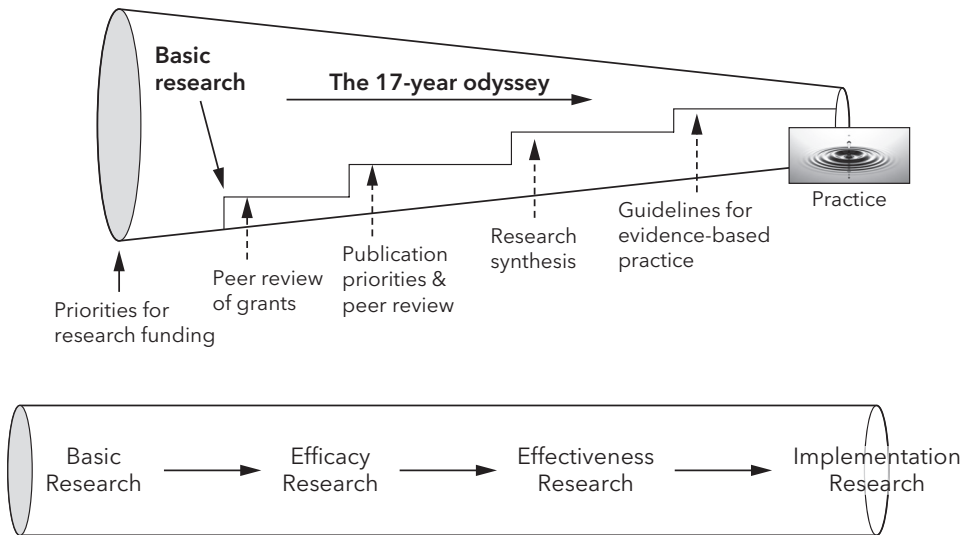 Basic
research
The 17-year odyssey
Practice
Guidelines for
evidence-based
practice
Research
synthesis
Publication
priorities &
peer review
Peer review
of grants
Priorities for
research funding
Basic
Research
Efficacy
Research
Effectiveness
Research
Implementation
Research